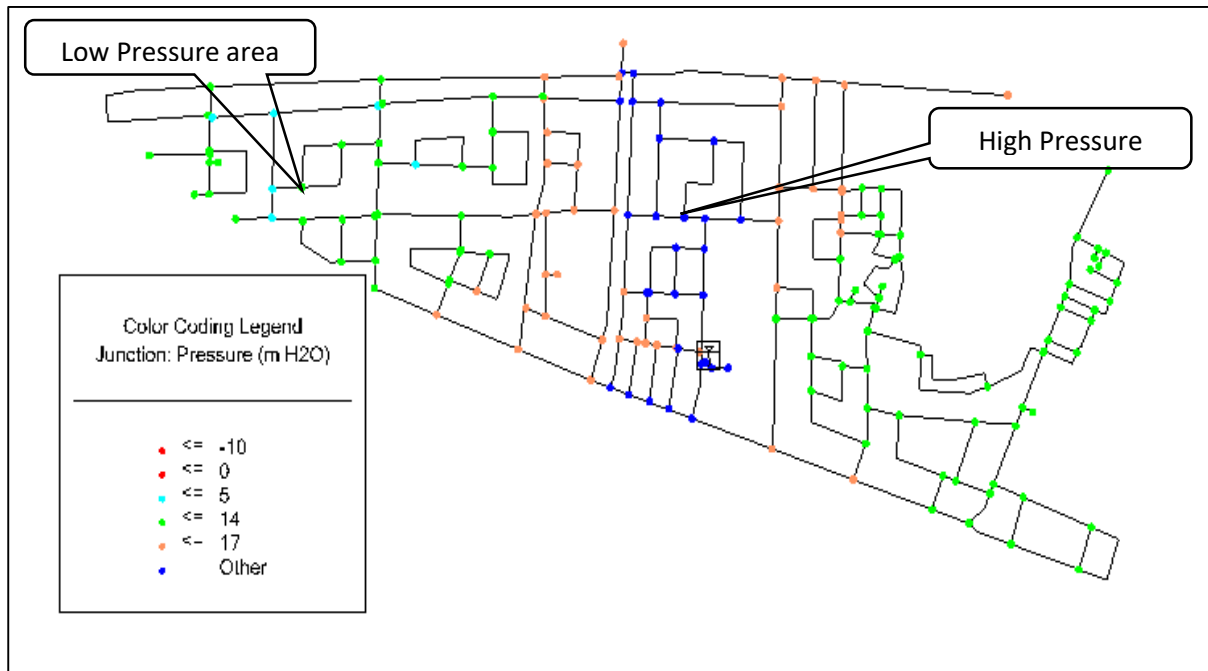 Low Pressure area
High Pressure
Color Coding Legend
Junction: Pressure (m H2O)
<= -10
<= 0
<= 5
<= 14
<= 17
Other